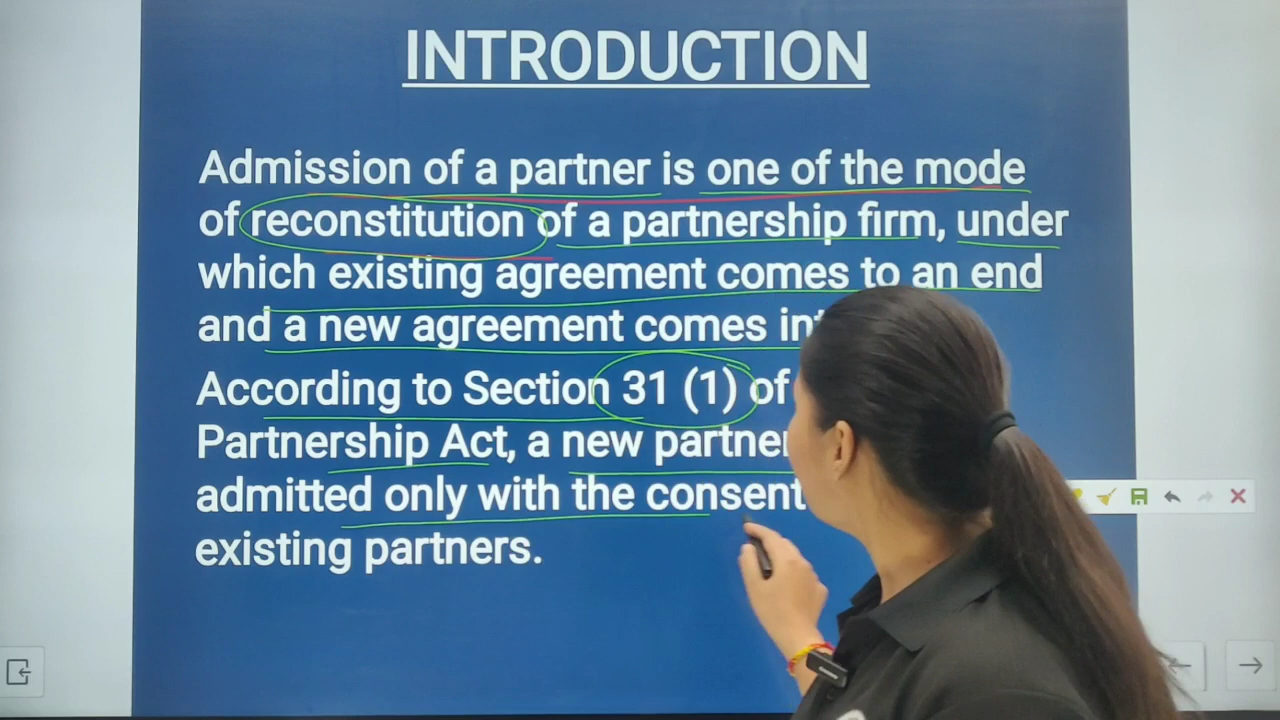 INTRODUCTION
Admission of a partner is one of the mode
of reconstitution of a partnership firm, under
which existing agreement comes to an end
and a new agreement comes
According to Section 31 (1) of
Partnership Act, a new
admitted only with the consent
existing partners.